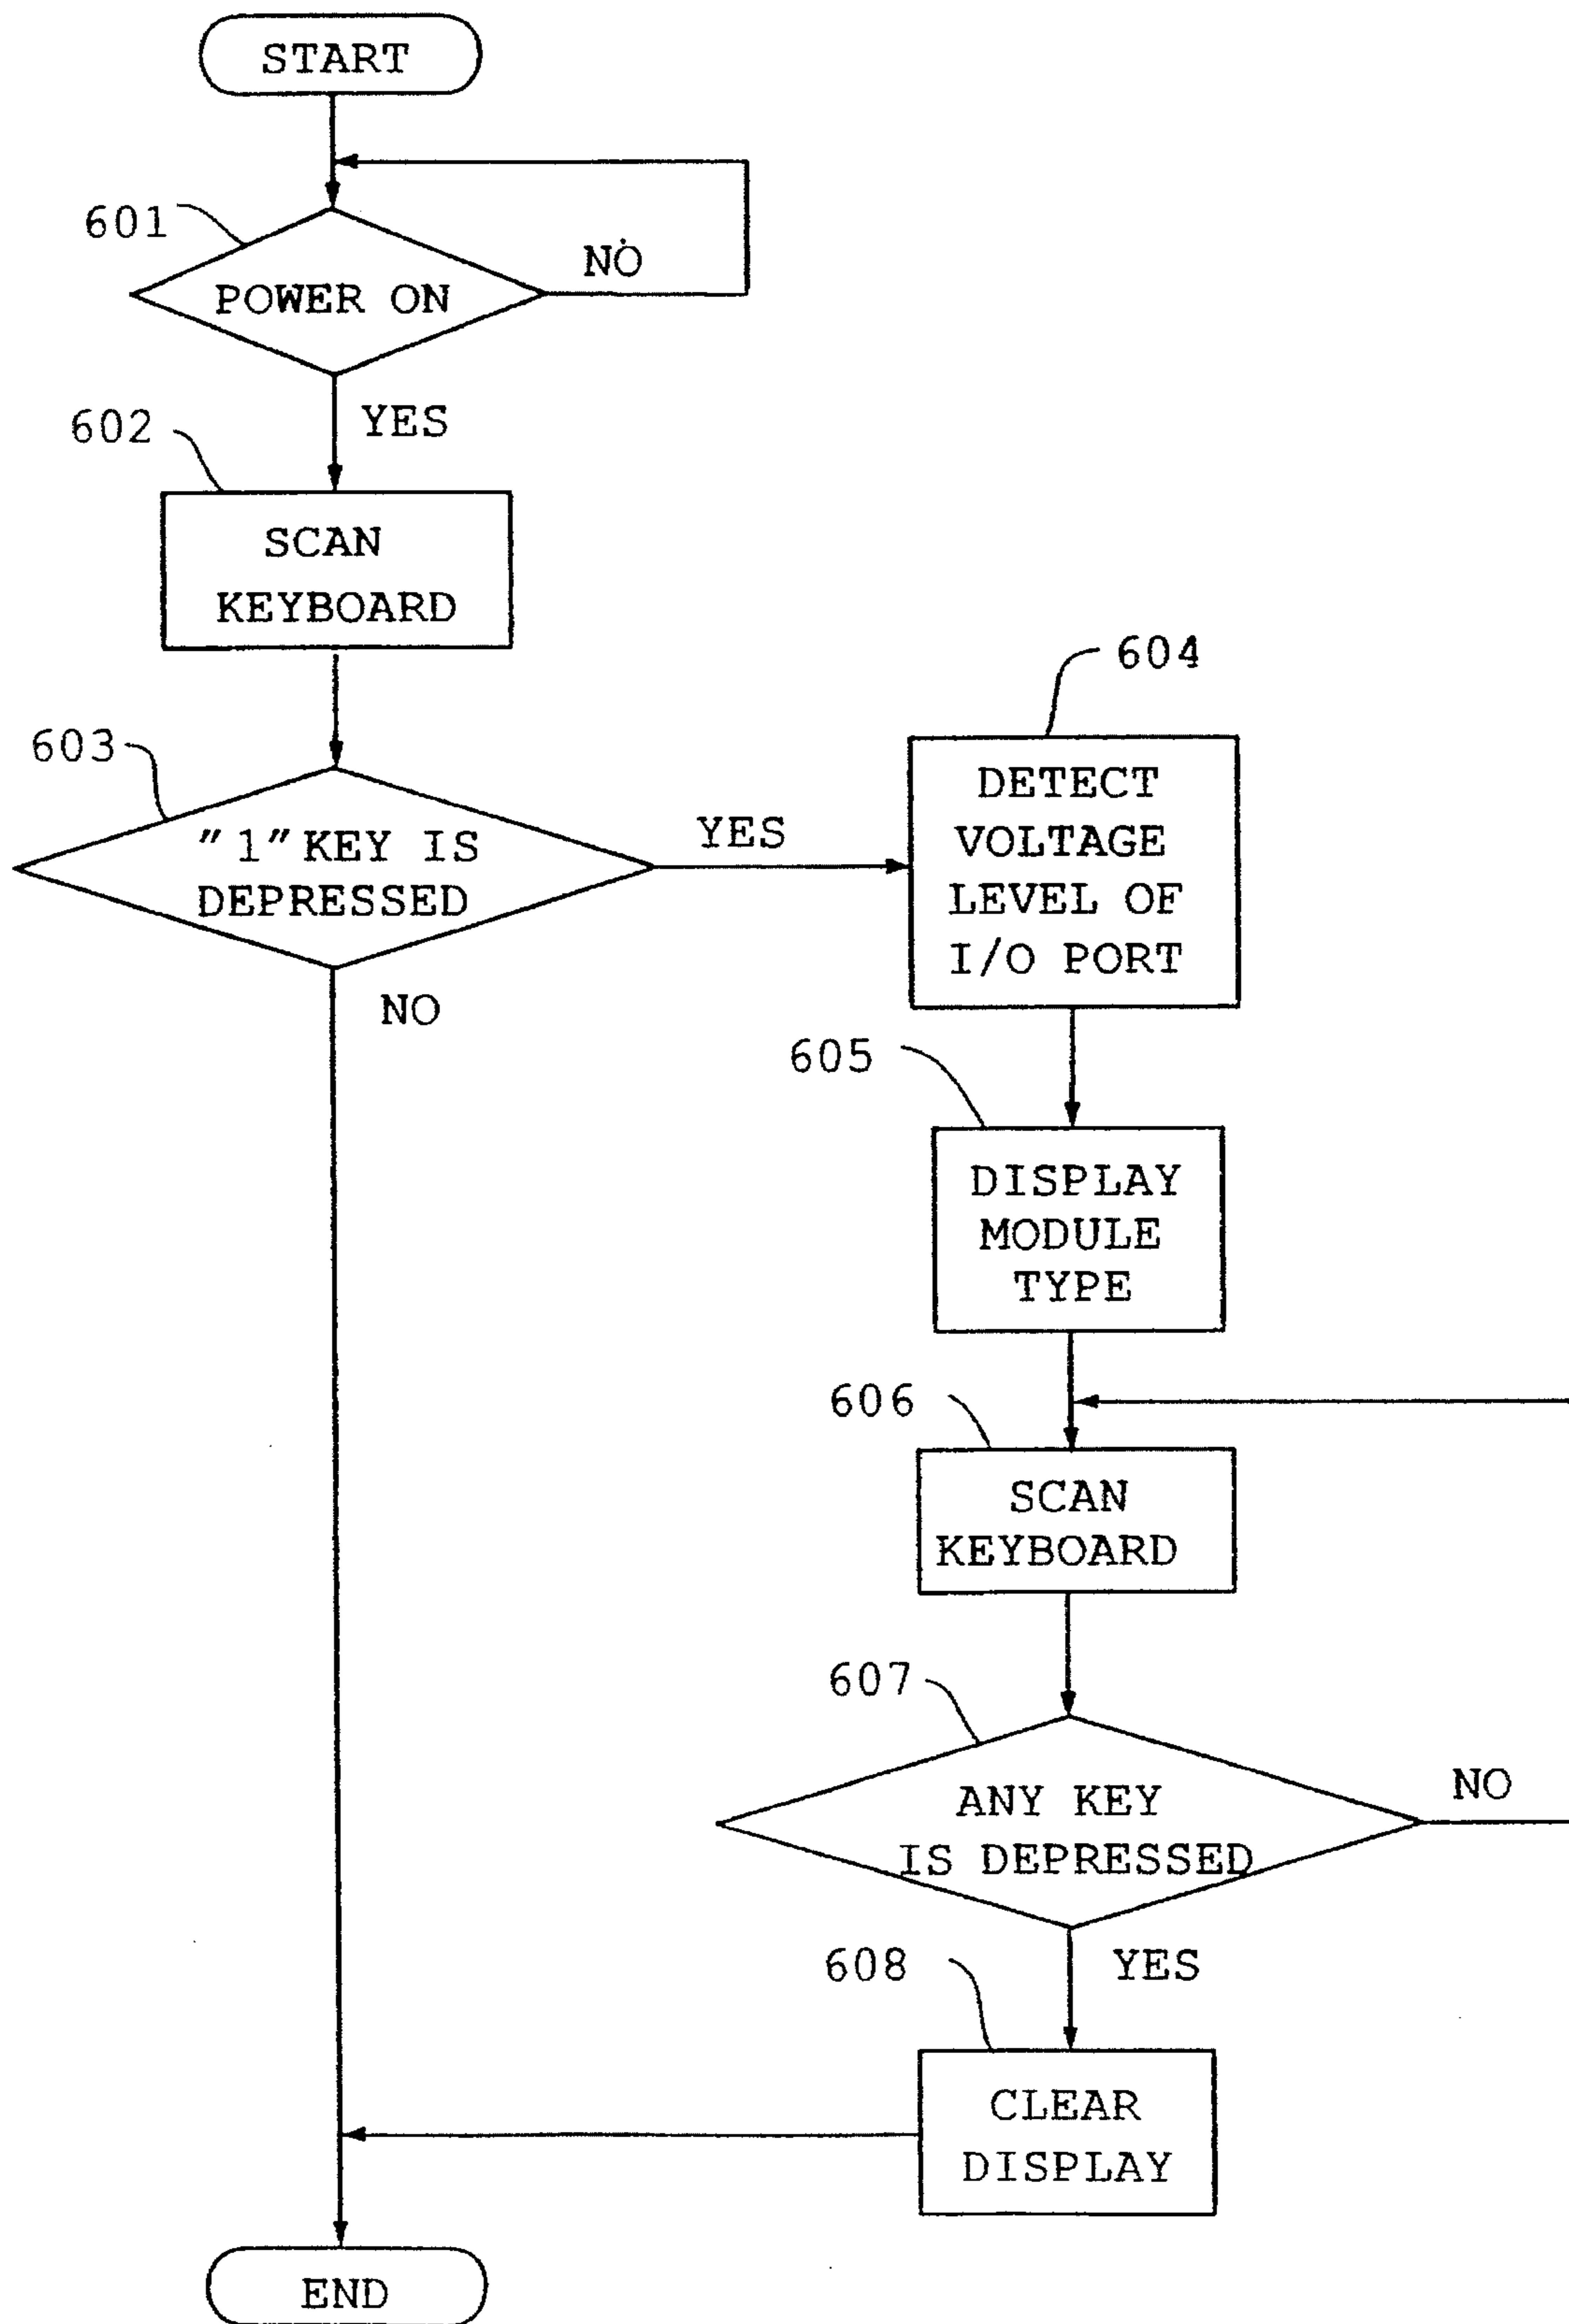 START
601
NO
POWER ON
602
YES
SCAN
KEYBOARD
604
603
"1" KEY IS
DEPRESSED
YES
NO
DETECT
VOLTAGE
LEVEL OF
I/O PORT
605
DISPLAY
MODULE
TYPE
606
SCAN
KEYBOARD
607
ANY KEY
IS DEPRESSED
NO
608
YES
CLEAR
DISPLAY
END